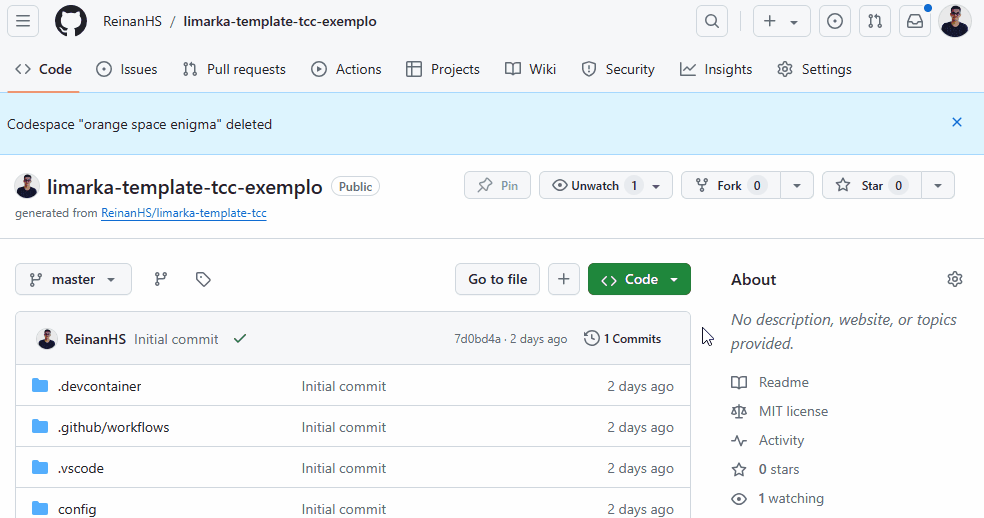 ReinanHS / limarka-template-tcc-exemplo
Code Issues Pull requests Actions Projects Wiki Security Insights Settings
Codespace "orange space enigma" deleted
limarka-template-tcc-exemplo Public Pin Unwatch 1 Fork 0 Star 0
generated from ReinanHS/limarka-template-tcc
master Go to file Code
About
No description, website, or topics
provided.
ReinanHS Initial commit 7d0bd4a · 2 days ago 1 Commits
.devcontainer Initial commit 2 days ago
.github/workflows Initial commit 2 days ago
.vscode Initial commit 2 days ago
config Initial commit 2 days ago
Readme
MIT license
Activity
0 stars
1 watching